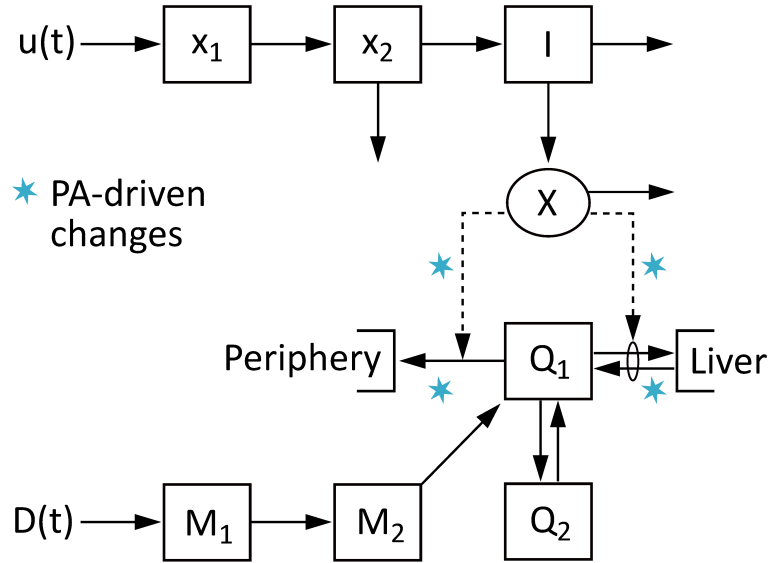 u(t)
x₁
x₂
I
PA-driven
changes
X
Periphery
Q₁
Liver
D(t)
M₁
M₂
Q₂